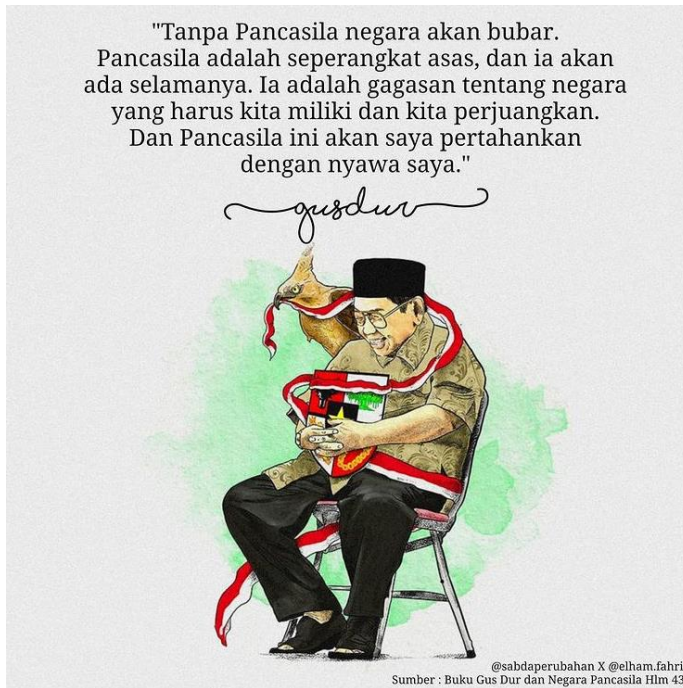 "Tanpa Pancasila negara akan bubar.
Pancasila adalah seperangkat asas, dan ia akan
ada selamanya. Ia adalah gagasan tentang negara
yang harus kita miliki dan kita perjuangkan.
Dan Pancasila ini akan saya pertahankan
dengan nyawa saya."
gusdur
@sabdaperubahan X @elham.fahri
Sumber : Buku Gus Dur dan Negara Pancasila Hlm 43